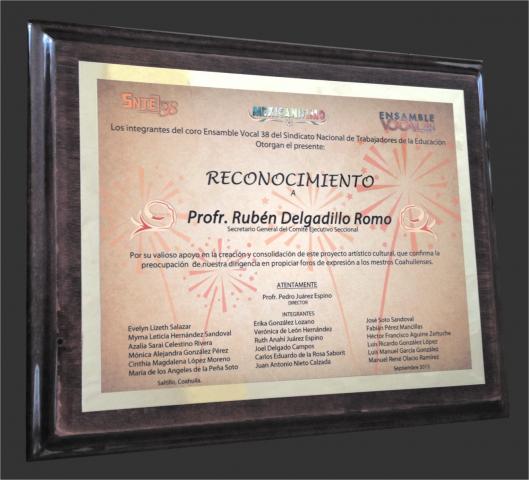 SNTE 38
MEXICANÍSIMO
ENSAMBLE
VOCAL 38
Los integrantes del coro Ensamble Vocal 38 del Sindicato Nacional de Trabajadores de la Educación
Otorgan el presente:
RECONOCIMIENTO
A
Profr. Rubén Delgadillo Romo
Secretario General del Comité Ejecutivo Seccional
Por su valioso apoyo en la creación y consolidación de este proyecto artístico cultural, que confirma la
preocupación de nuestra dirigencia en propiciar foros de expresión a los mestros Coahuilenses.
ATENTAMENTE
Profr. Pedro Juárez Espino
DIRECTOR
INTEGRANTES
Evelyn Lizeth Salazar
Myrna Leticia Hernández Sandoval
Azalia Sarai Celestino Rivera
Mónica Alejandra González Pérez
Cinthia Magdalena López Moreno
María de los Angeles de la Peña Soto
Saltillo, Coahuila.
Erika González Lozano
Verónica de León Hernández
Ruth Anahí Juárez Espino
Joel Delgado Campos
Carlos Eduardo de la Rosa Saborit
Juan Antonio Nieto Calzada
José Soto Sandoval
Fabián Pérez Mancillas
Héctor Francisco Aguirre
Luis Ricardo González López
Luis Manuel García González
Manuel René Olacio Ramírez
Septiembre 2015